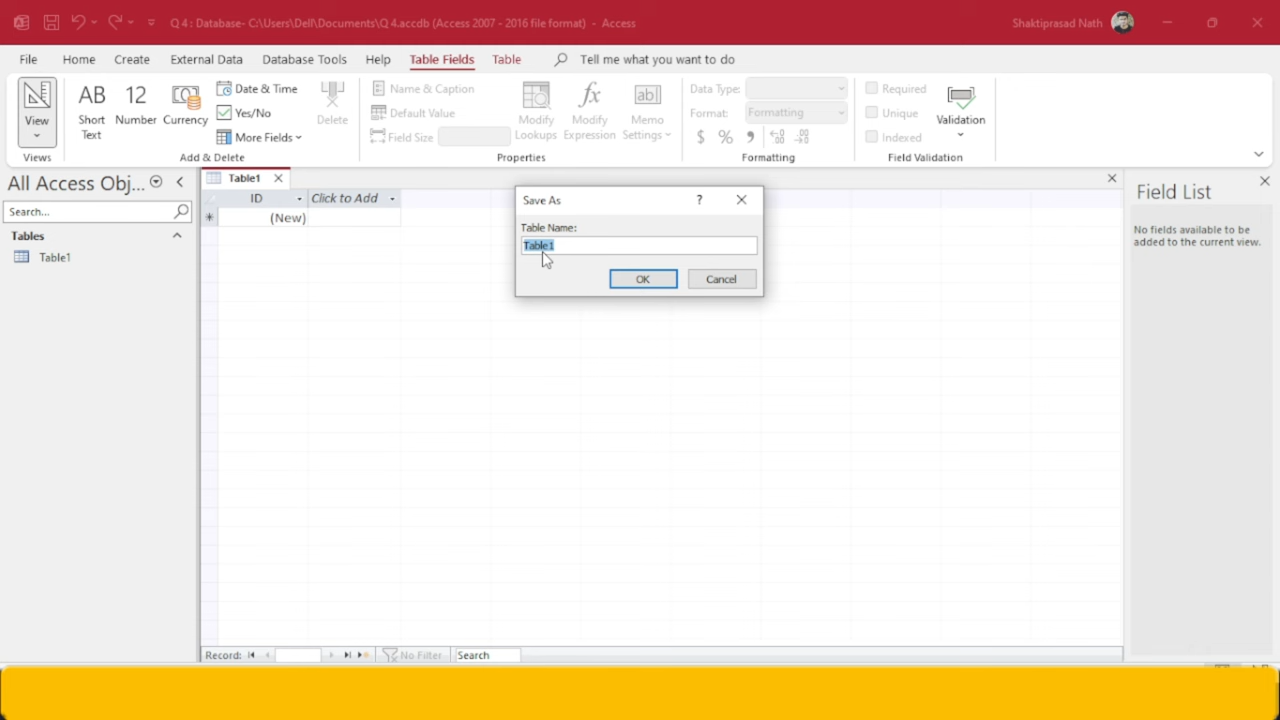 Q 4 : Database- C:\Users\Dell\Documents\Q 4.accdb (Access 2007 - 2016 file format) - Access
Shaktiprasad Nath
File Home Create External Data Database Tools Help Table Fields Table Tell me what you want to do
View
Views
AB
Short
Text
12
Number
Currency
Date & Time
Yes/No
More Fields
Delete
Add & Delete
Name & Caption
Default Value
Field Size
Modify
Lookups
fx
Modify
Expression
ab|
Memo
Settings
Properties
Data Type:
Format: Formatting
$ % ,
Formatting
Required
Unique
Indexed
Validation
Field Validation
All Access Obj...
Search...
Tables
Table1
Table1
ID Click to Add
(New)
Save As ?
Table Name:
Table1
OK Cancel
Field List
No fields available to be
added to the current view.
Record: No Filter Search